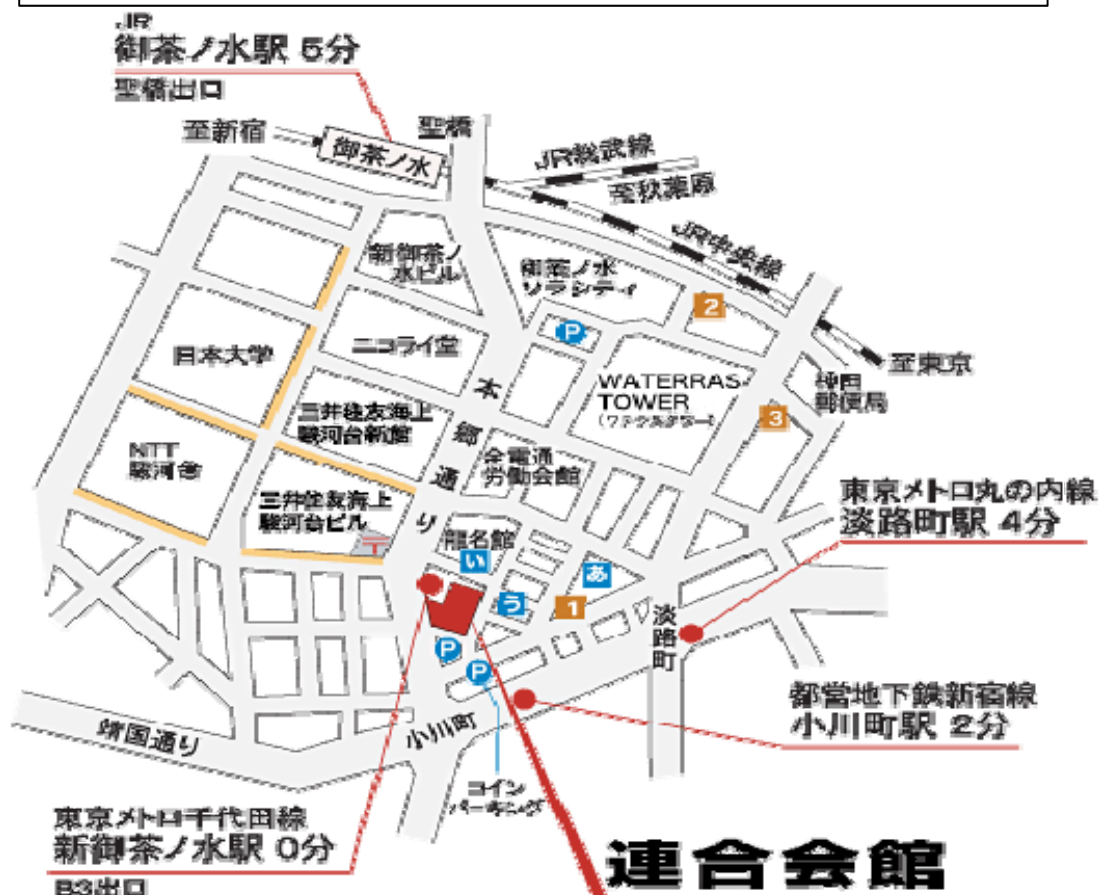 JR
御茶ノ水駅 5分
聖橋出口
至新宿
御茶ノ水
聖橋
JR総武線
至秋葉原
JR中央線
新御茶ノ
水ビル
御茶ノ水
ソラシティ
2
P
至東京
神田
郵便局
日本大学
ニコライ堂
WATERRAS
TOWER
(ワテラスタワー)
3
本郷通り
三井住友海上
駿河台新館
全電通
労働会館
NTT
駿河台
三井住友海上
駿河台ビル
〒
龍名館
い
あ
う
1
東京メトロ丸の内線
淡路町駅 4分
淡路町
P
P
都営地下鉄新宿線
小川町駅 2分
靖国通り
小川町
コイン
パーキング
東京メトロ千代田線
新御茶ノ水駅 0分
B3出口
連合会館